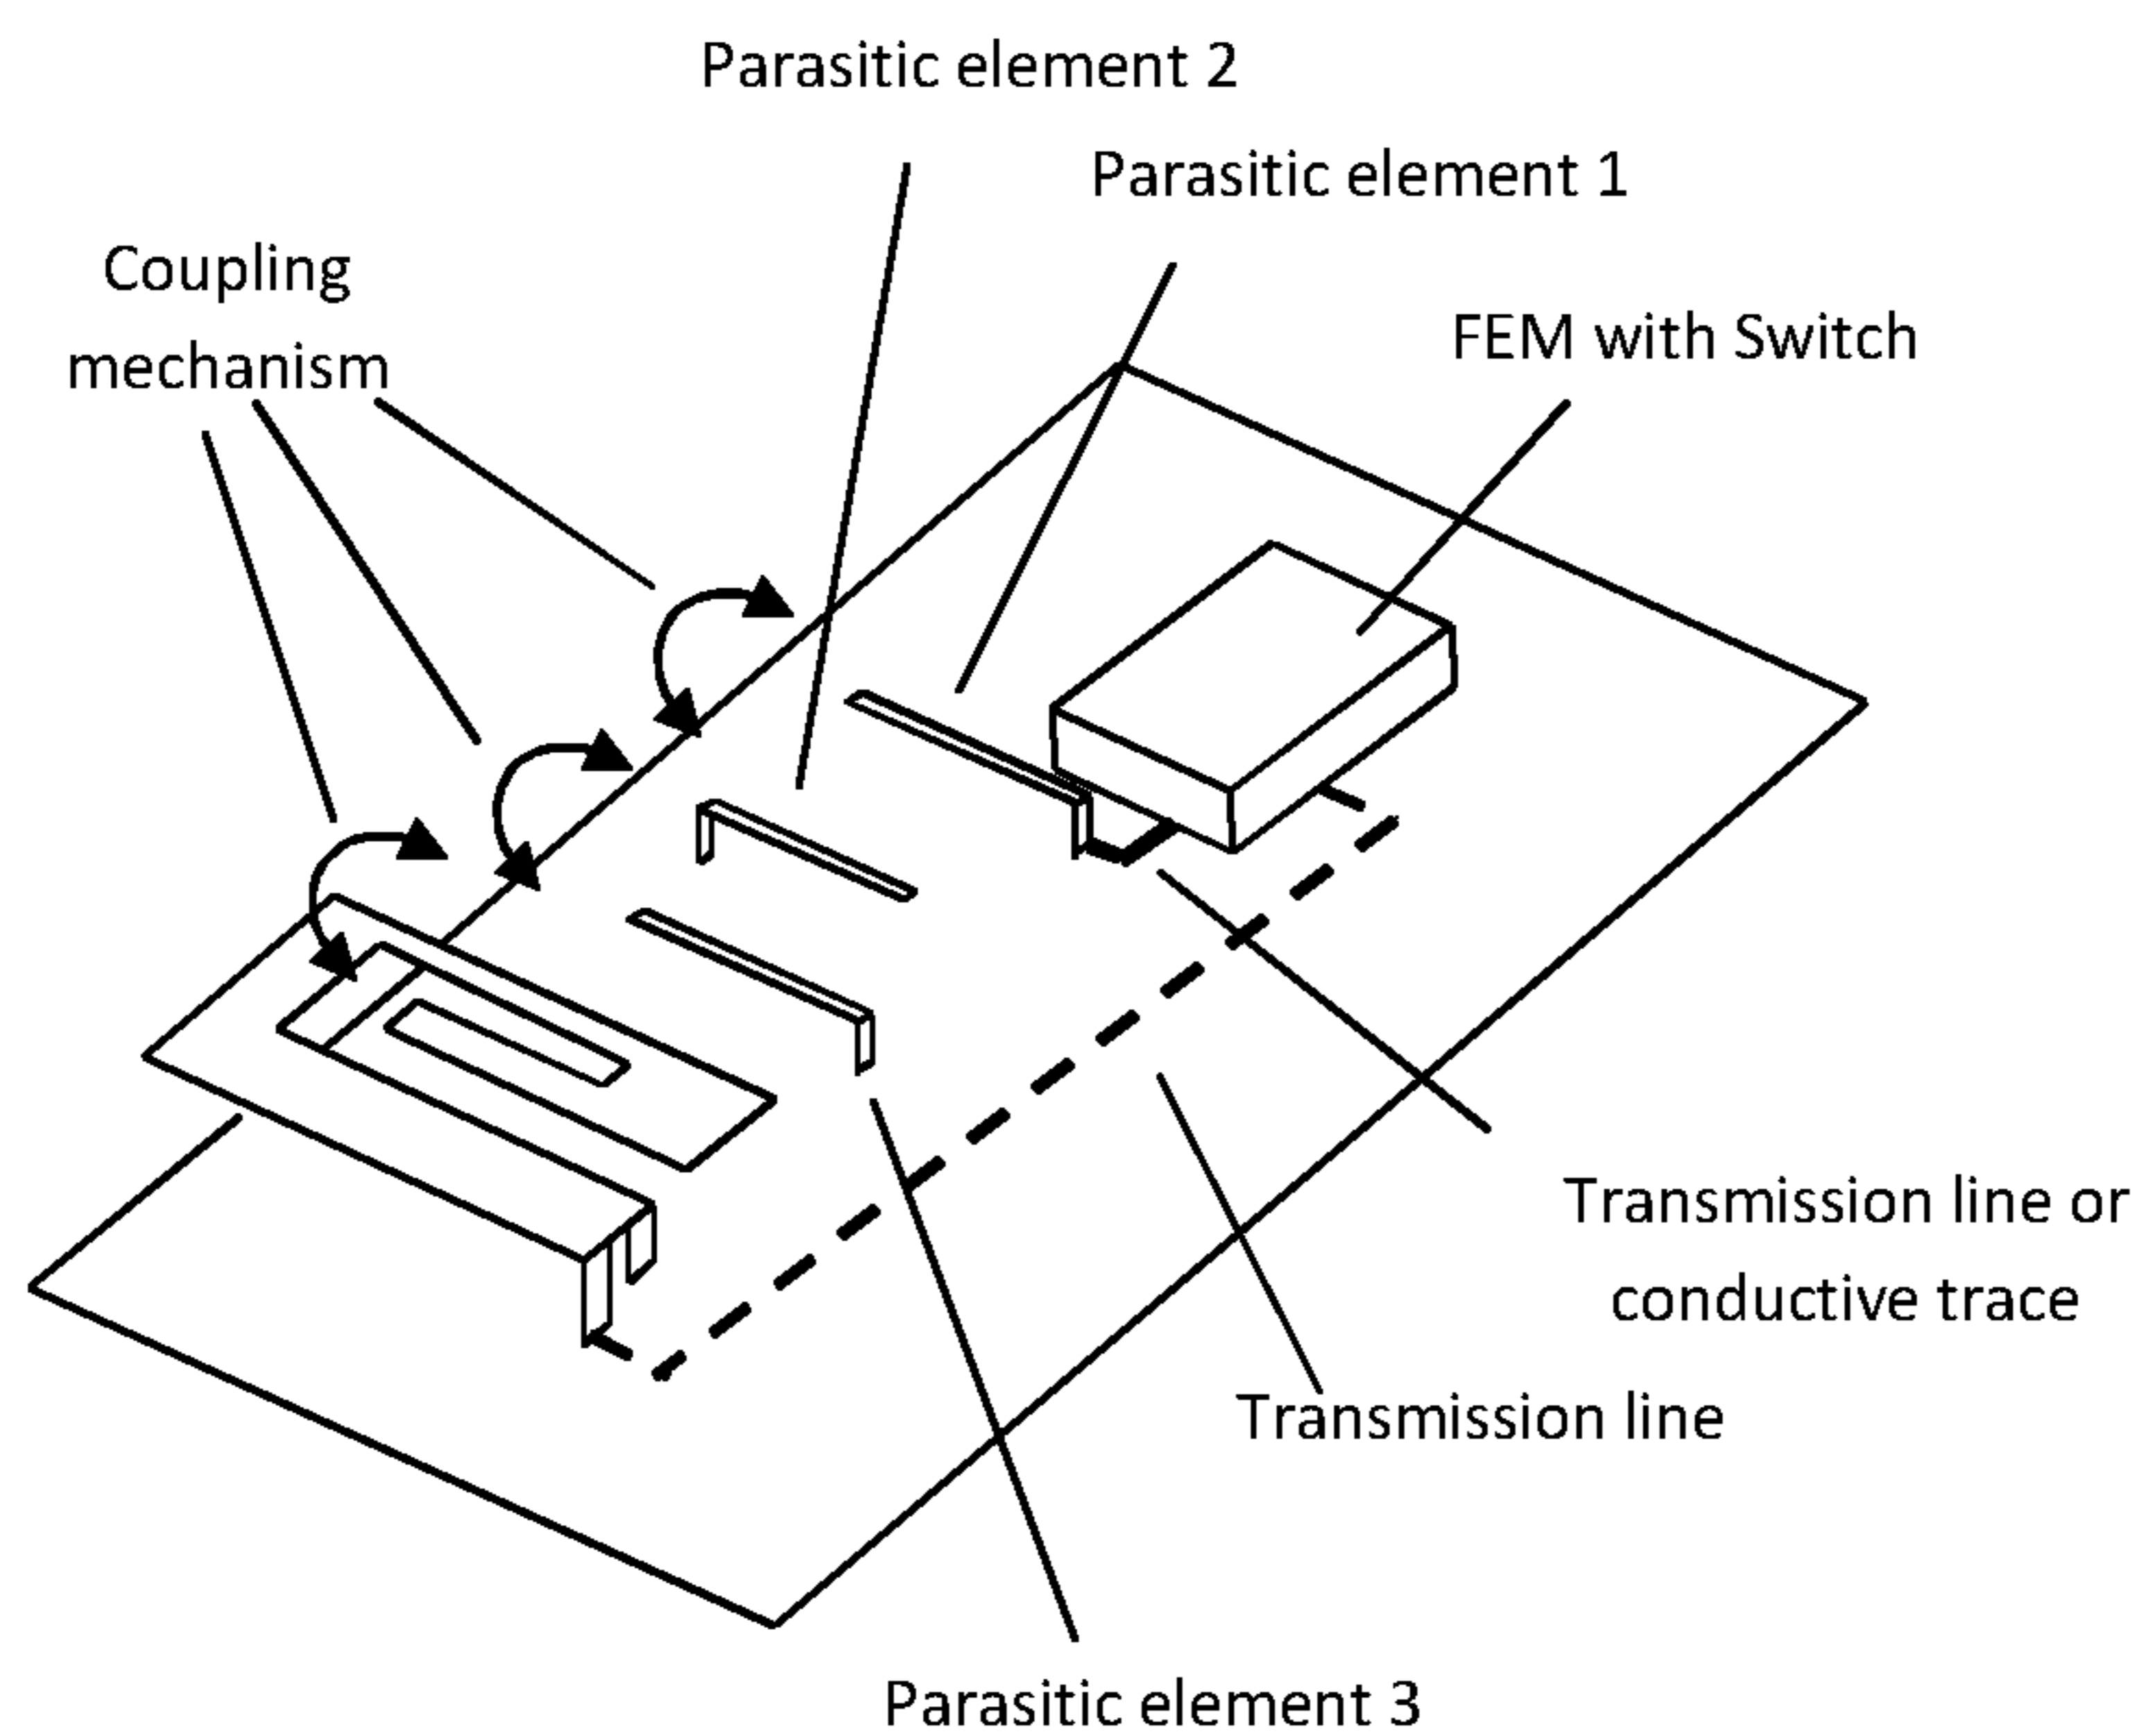 Parasitic element 2
Parasitic element 1
Coupling
mechanism
FEM with Switch
Transmission line or
conductive trace
Transmission line
Parasitic element 3